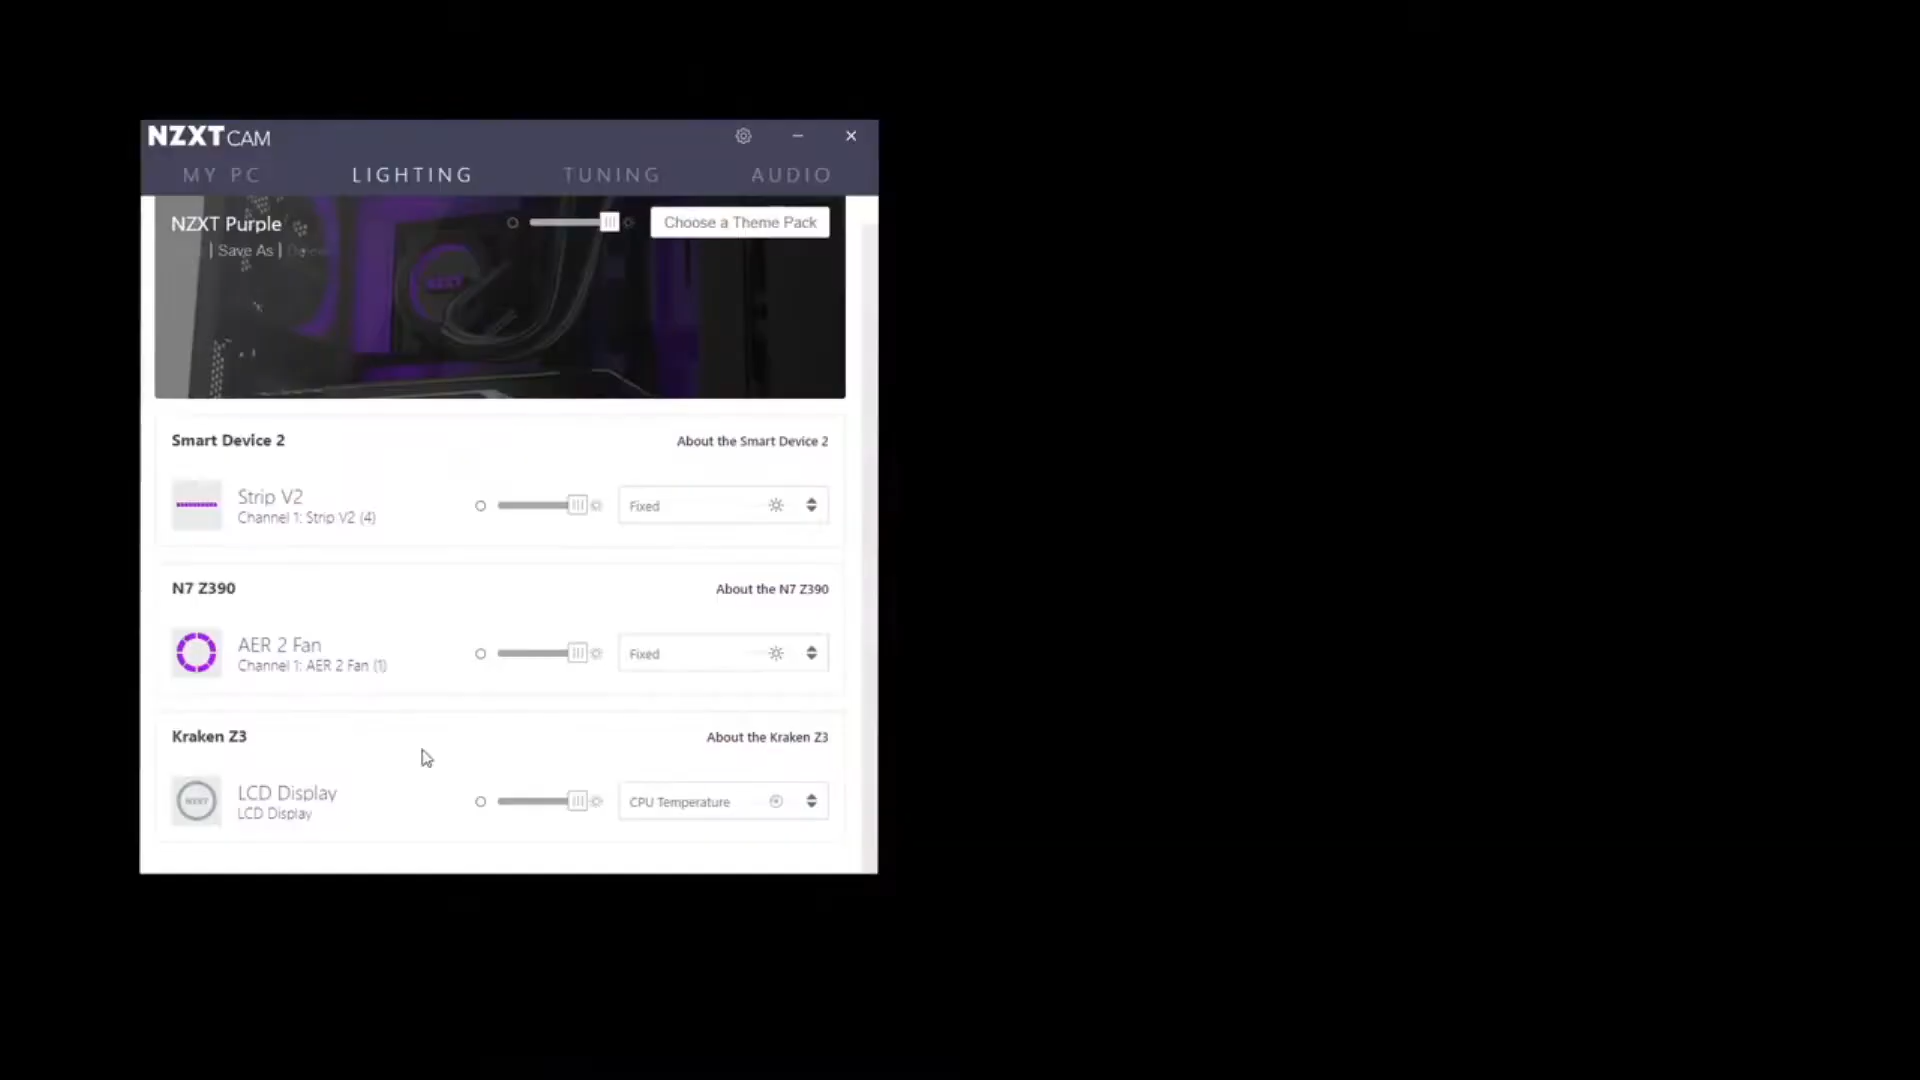 NZXT CAM
MY PC LIGHTING TUNING AUDIO
NZXT Purple Choose a Theme Pack
| Save As |
NZXT
Smart Device 2 About the Smart Device 2
Strip V2 Fixed
Channel 1: Strip V2 (4)
N7 Z390 About the N7 Z390
AER 2 Fan Fixed
Channel 1: AER 2 Fan (1)
Kraken Z3 About the Kraken Z3
LCD Display CPU Temperature
NZXT
LCD Display